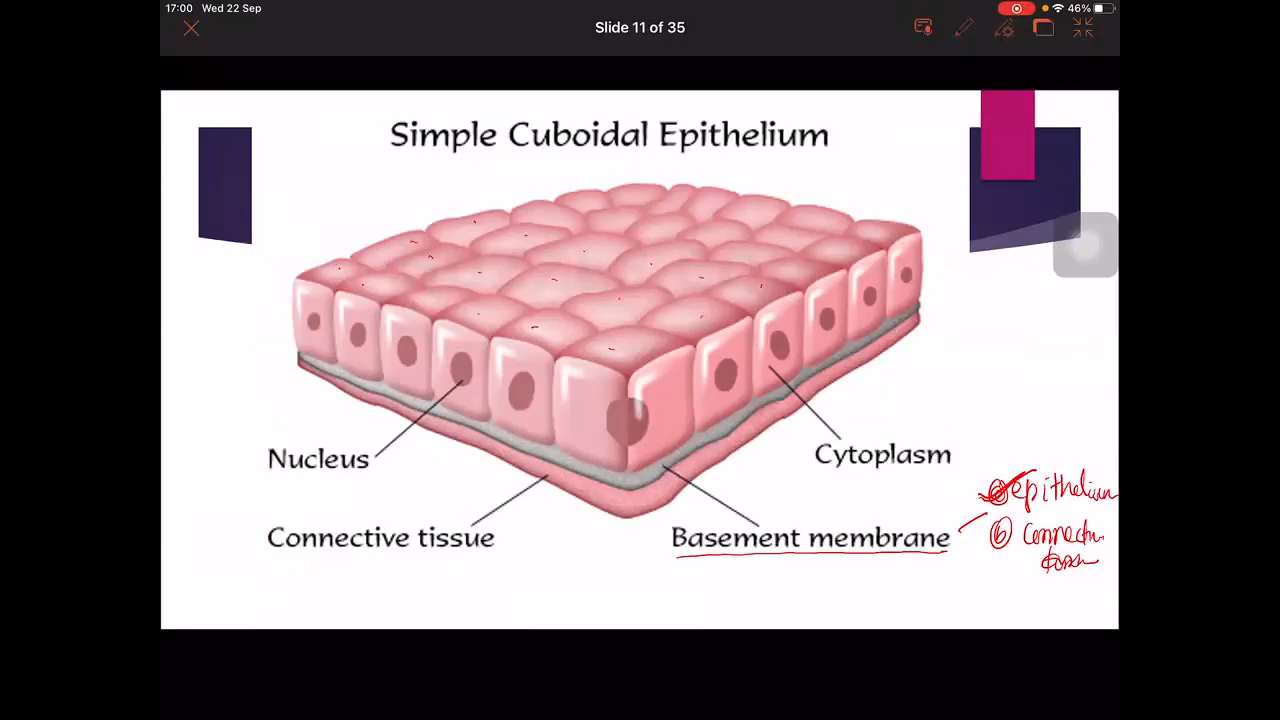 17:00 Wed 22 Sep
46%
Slide 11 of 35
Simple Cuboidal Epithelium
Nucleus
Cytoplasm
Connective tissue
Basement membrane
epithelium
b